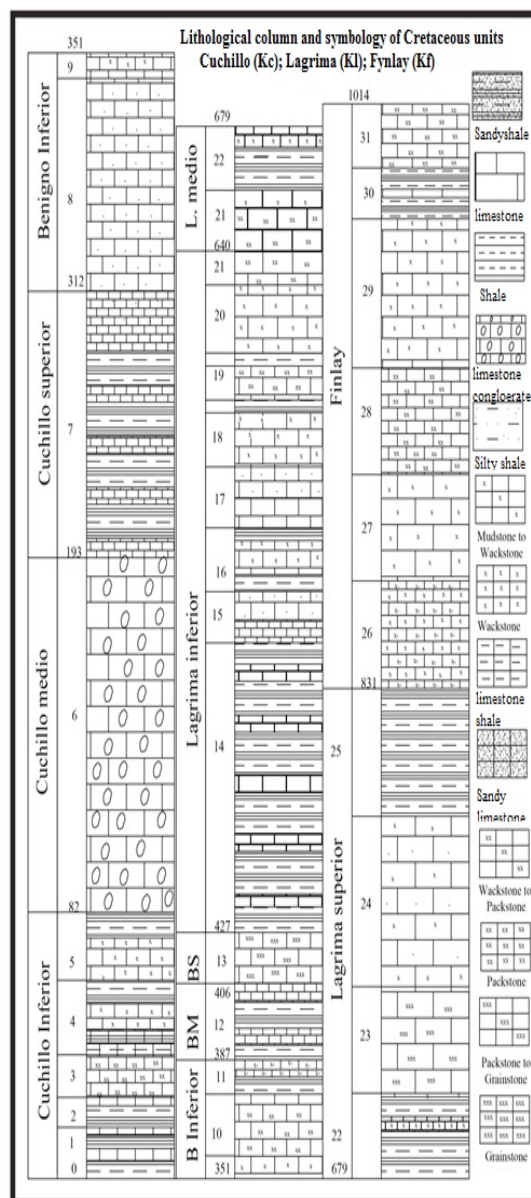 Lithological column and symbology of Cretaceous units
Cuchillo (Kc); Lagrima (Kl); Fynlay (Kf)
351
9
Benigno Inferior
8
312
Cuchillo superior
7
193
Cuchillo medio
6
82
Cuchillo Inferior
5
4
3
2
1
0
679
L. medio
22
21
640
Lagrima inferior
21
20
19
18
17
16
15
14
427
BS
13
406
BM
12
387
B Inferior
11
10
351
1014
Finlay
31
30
29
28
27
26
831
Lagrima superior
25
24
23
22
679
Sandyshale
limestone
Shale
limestone
congloerate
Silty shale
Mudstone to
Wackstone
Wackstone
limestone
shale
Sandy
limestone
Wackstone to
Packstone
Packstone
Packstone to
Grainstone
Grainstone